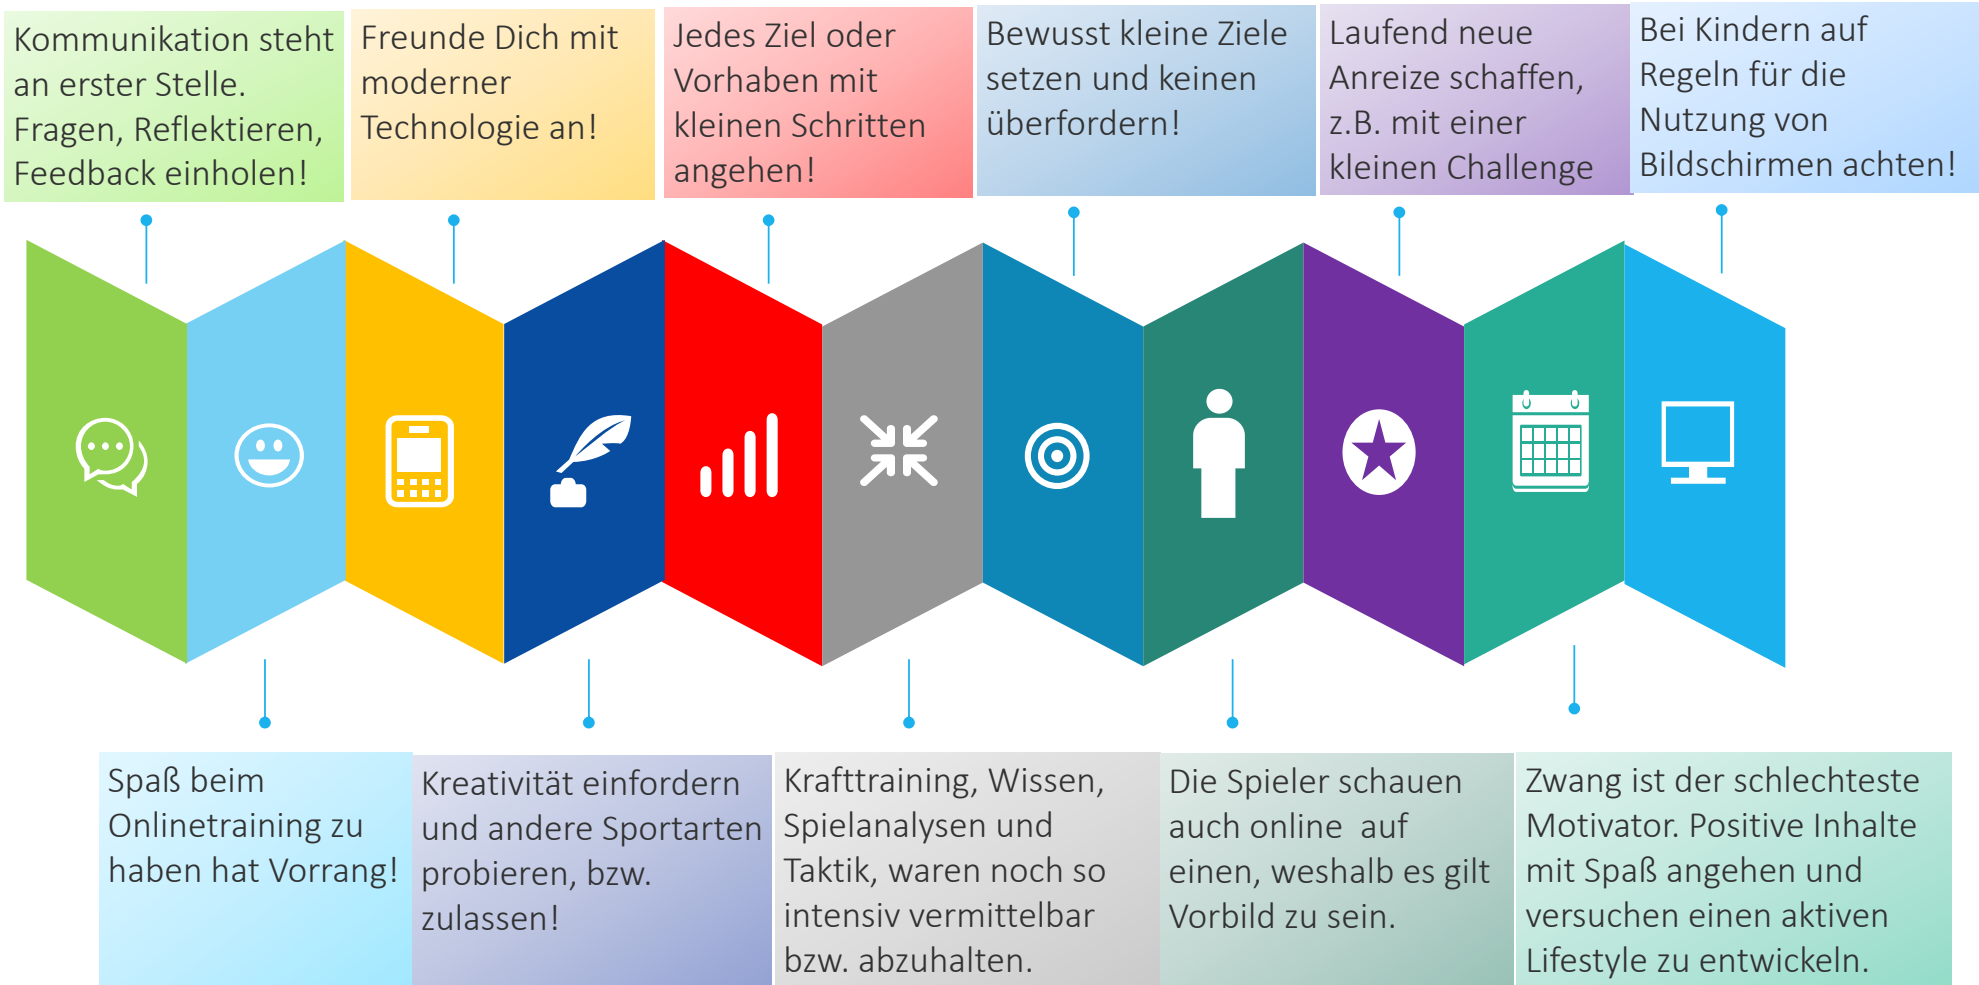 Kommunikation steht
an erster Stelle.
Fragen, Reflektieren,
Feedback einholen!
Freunde Dich mit
moderner
Technologie an!
Jedes Ziel oder
Vorhaben mit
kleinen Schritten
angehen!
Bewusst kleine Ziele
setzen und keinen
überfordern!
Laufend neue
Anreize schaffen,
z.B. mit einer
kleinen Challenge
Bei Kindern auf
Regeln für die
Nutzung von
Bildschirmen achten!
Spaß beim
Onlinetraining zu
haben hat Vorrang!
Kreativität einfordern
und andere Sportarten
probieren, bzw.
zulassen!
Krafttraining, Wissen,
Spielanalysen und
Taktik, waren noch so
intensiv vermittelbar
bzw. abzuhalten.
Die Spieler schauen
auch online  auf
einen, weshalb es gilt
Vorbild zu sein.
Zwang ist der schlechteste
Motivator. Positive Inhalte
mit Spaß angehen und
versuchen einen aktiven
Lifestyle zu entwickeln.